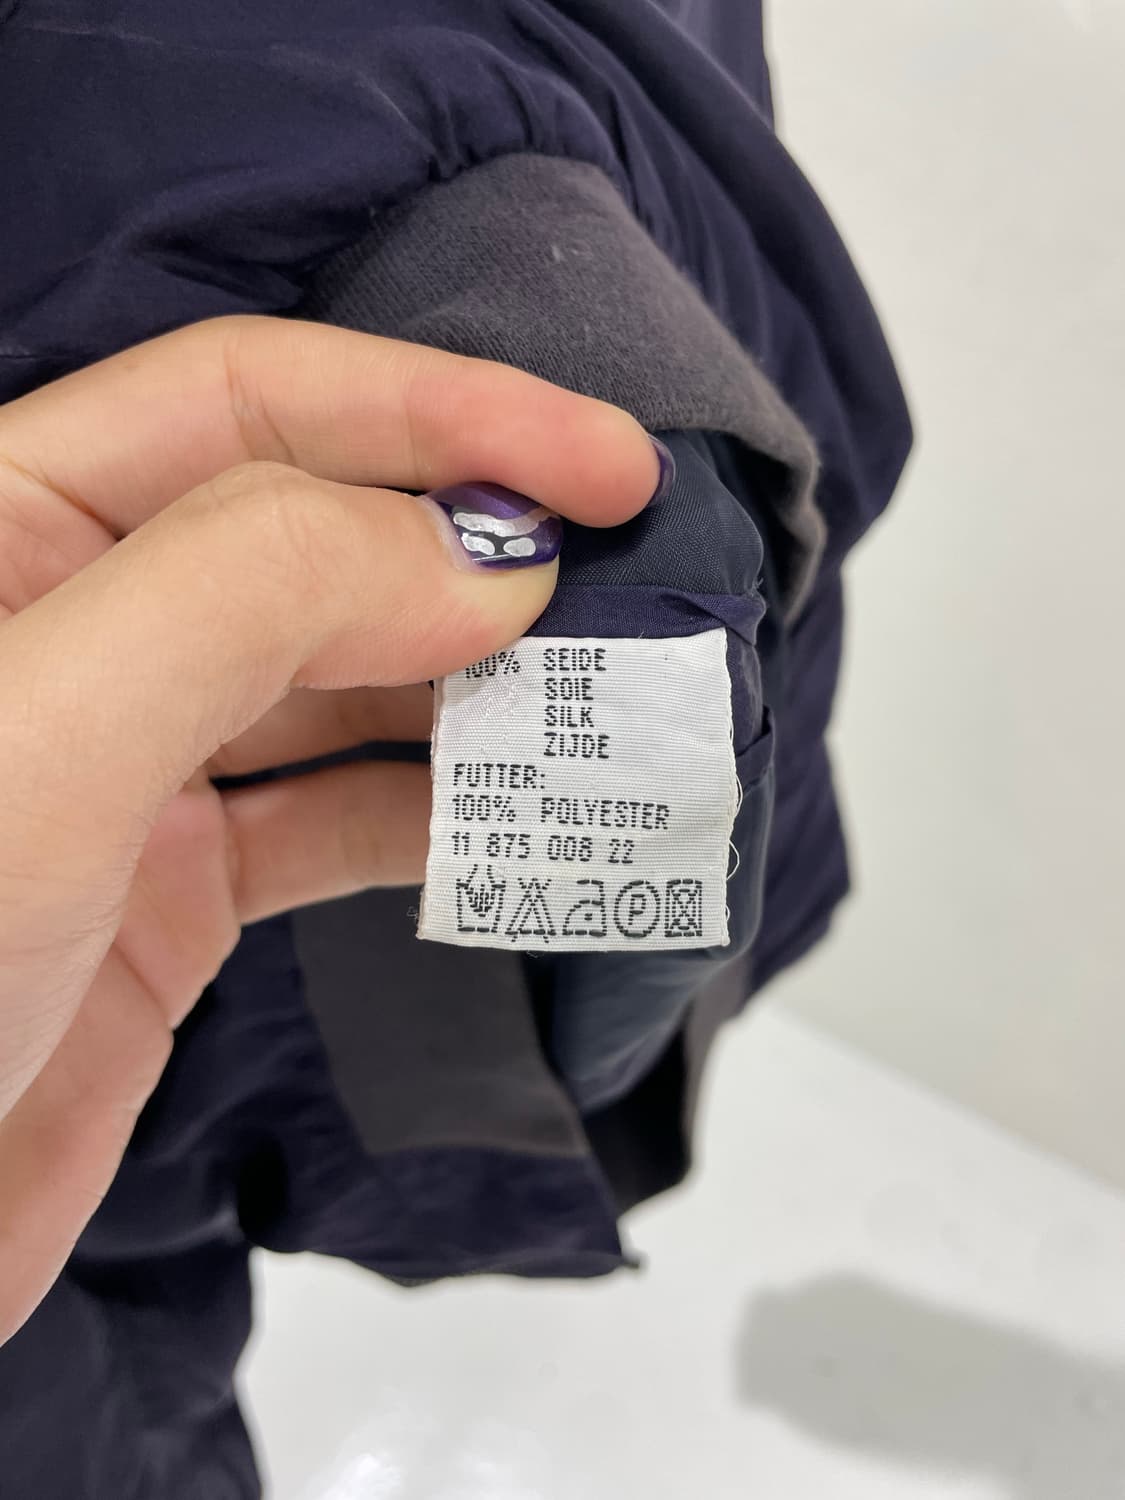 100% SEIDE
SOIE
SILK
ZIJDE
FUTTER:
100% POLYESTER
11 875 008 22
P